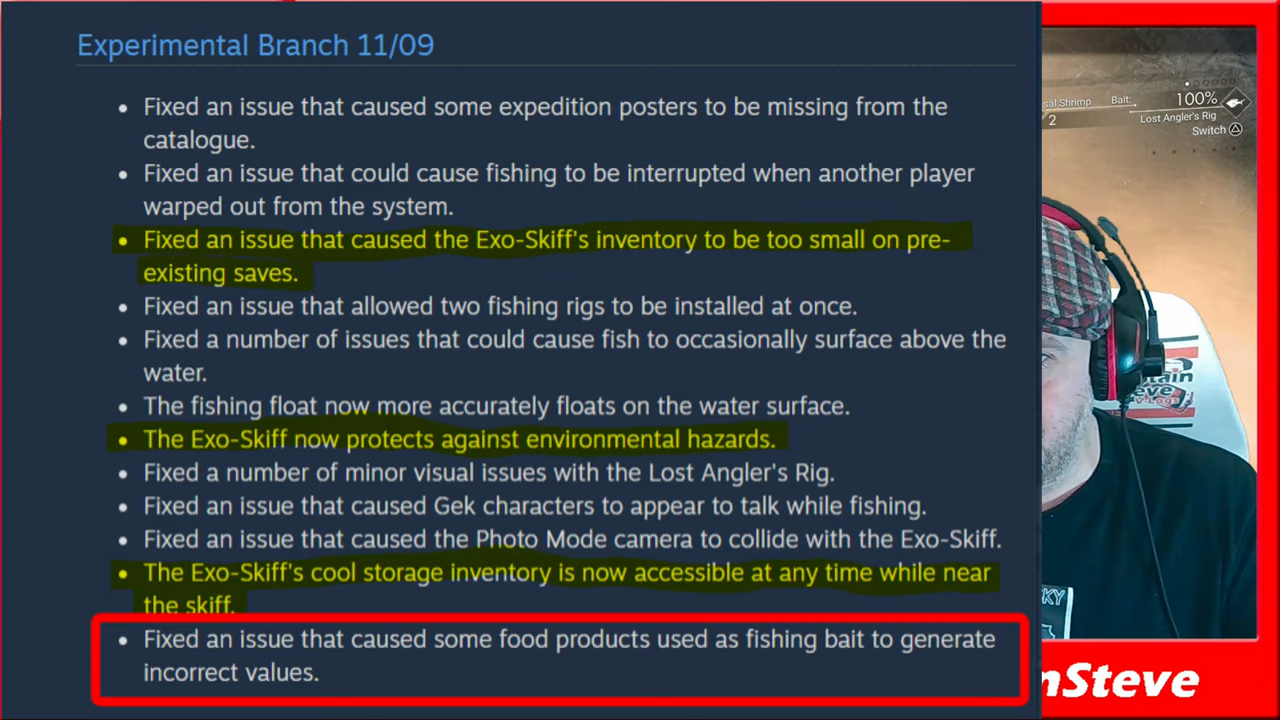 Experimental Branch 11/09
• Fixed an issue that caused some expedition posters to be missing from the
catalogue.
• Fixed an issue that could cause fishing to be interrupted when another player
warped out from the system.
• Fixed an issue that caused the Exo-Skiff's inventory to be too small on pre-
existing saves.
• Fixed an issue that allowed two fishing rigs to be installed at once.
• Fixed a number of issues that could cause fish to occasionally surface above the
water.
• The fishing float now more accurately floats on the water surface.
• The Exo-Skiff now protects against environmental hazards.
• Fixed a number of minor visual issues with the Lost Angler's Rig.
• Fixed an issue that caused Gek characters to appear to talk while fishing.
• Fixed an issue that caused the Photo Mode camera to collide with the Exo-Skiff.
• The Exo-Skiff's cool storage inventory is now accessible at any time while near
the skiff.
• Fixed an issue that caused some food products used as fishing bait to generate
incorrect values.
sal Shrimp Bait: 100%
2 Lost Angler's Rig
Switch
tain
eve
V-Logs
KY
nSteve